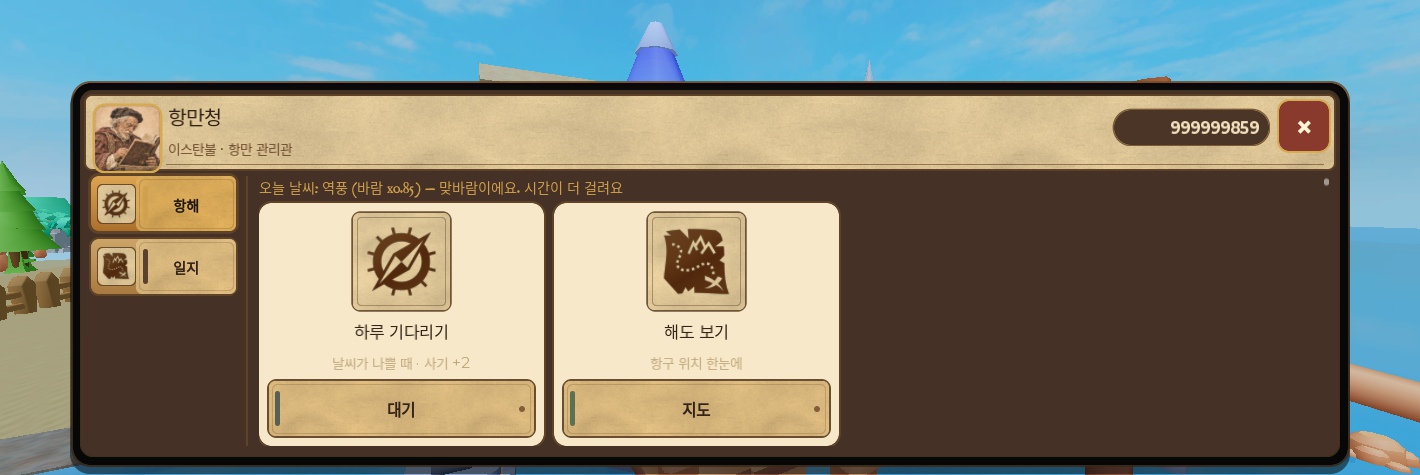 항만청
이스탄불 · 항만 관리관
999999859
×
항해
일지
오늘 날씨: 역풍 (바람 x0.85) — 맞바람이에요. 시간이 더 걸려요
하루 기다리기
날씨가 나쁠 때 · 사기 +2
대기
해도 보기
항구 위치 한눈에
지도